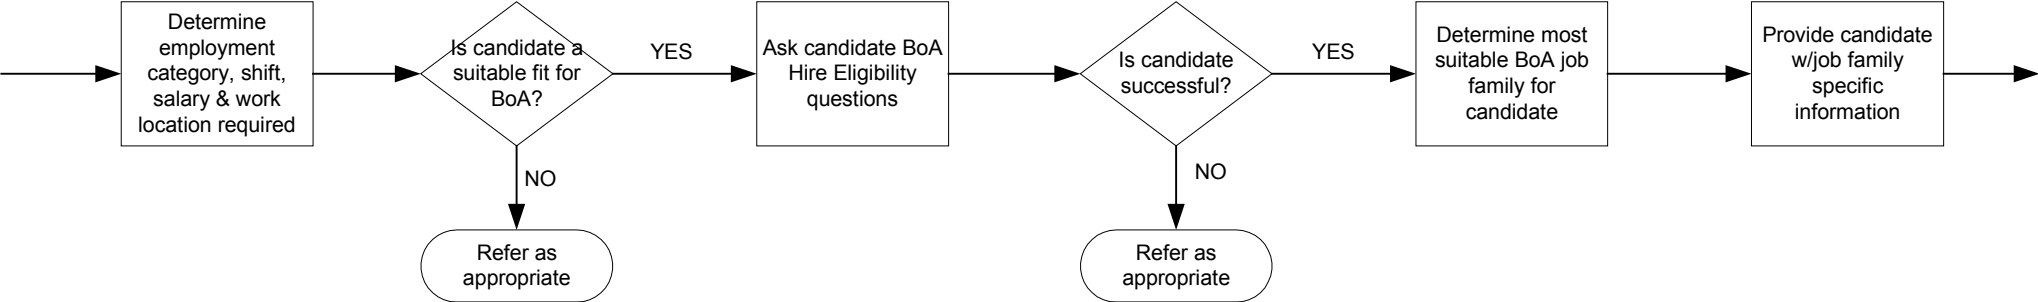 Determine
employment
category, shift,
salary & work
location required
Is candidate a
suitable fit for
BoA?
YES
NO
Refer as
appropriate
Ask candidate BoA
Hire Eligibility
questions
Is candidate
successful?
YES
NO
Refer as
appropriate
Determine most
suitable BoA job
family for
candidate
Provide candidate
w/job family
specific
information